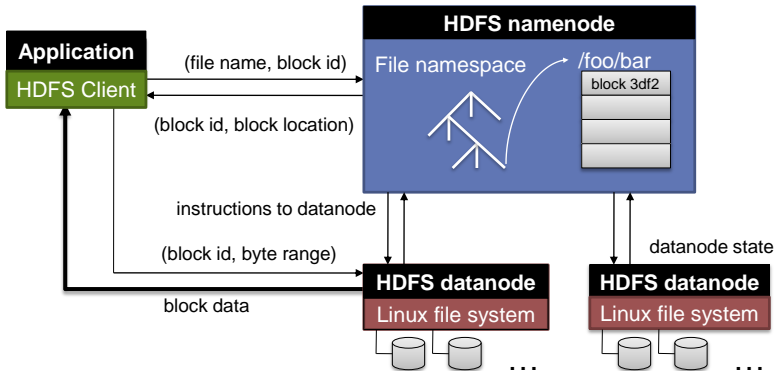 HDFS namenode
Application
HDFS Client
(file name, block id)
(block id, block location)
File namespace
/foo/bar
block 3df2
instructions to datanode
datanode state
(block id, byte range)
block data
HDFS datanode
Linux file system
...
HDFS datanode
Linux file system
...